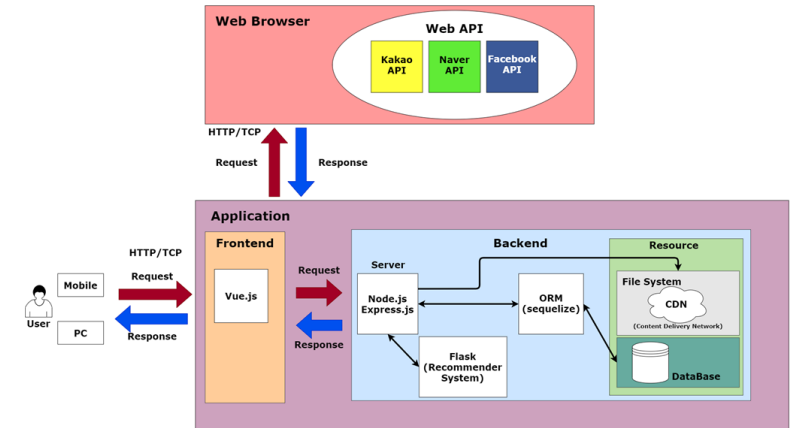 Web Browser
Web API
Kakao
API
Naver
API
Facebook
API
HTTP/TCP
Request
Response
Application
Frontend
Vue.js
HTTP/TCP
Request
Response
Mobile
PC
User
Request
Response
Backend
Server
Node.js
Express.js
ORM
(sequelize)
Flask
(Recommender
System)
Resource
File System
CDN
(Content Delivery Network)
DataBase